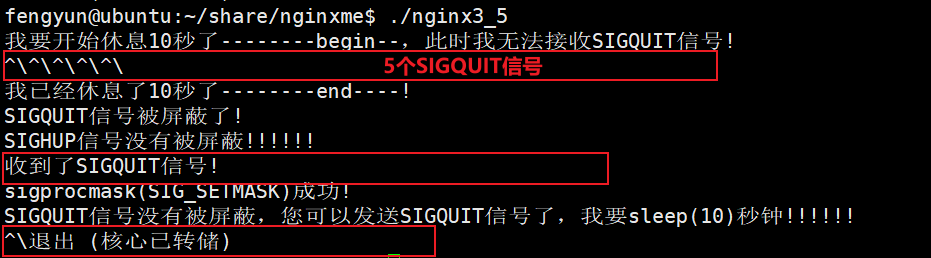 fengyun@ubuntu:~/share/nginxme$ ./nginx3_5
我要开始休息10秒了--------begin--，此时我无法接收SIGQUIT信号!
^\^\^\^\^\ 5个SIGQUIT信号
我已经休息了10秒了--------end----!
SIGQUIT信号被屏蔽了!
SIGHUP信号没有被屏蔽!!!!!!
收到了SIGQUIT信号!
sigprocmask(SIG_SETMASK)成功!
SIGQUIT信号没有被屏蔽，您可以发送SIGQUIT信号了，我要sleep(10)秒钟!!!!!!
^\退出 (核心已转储)